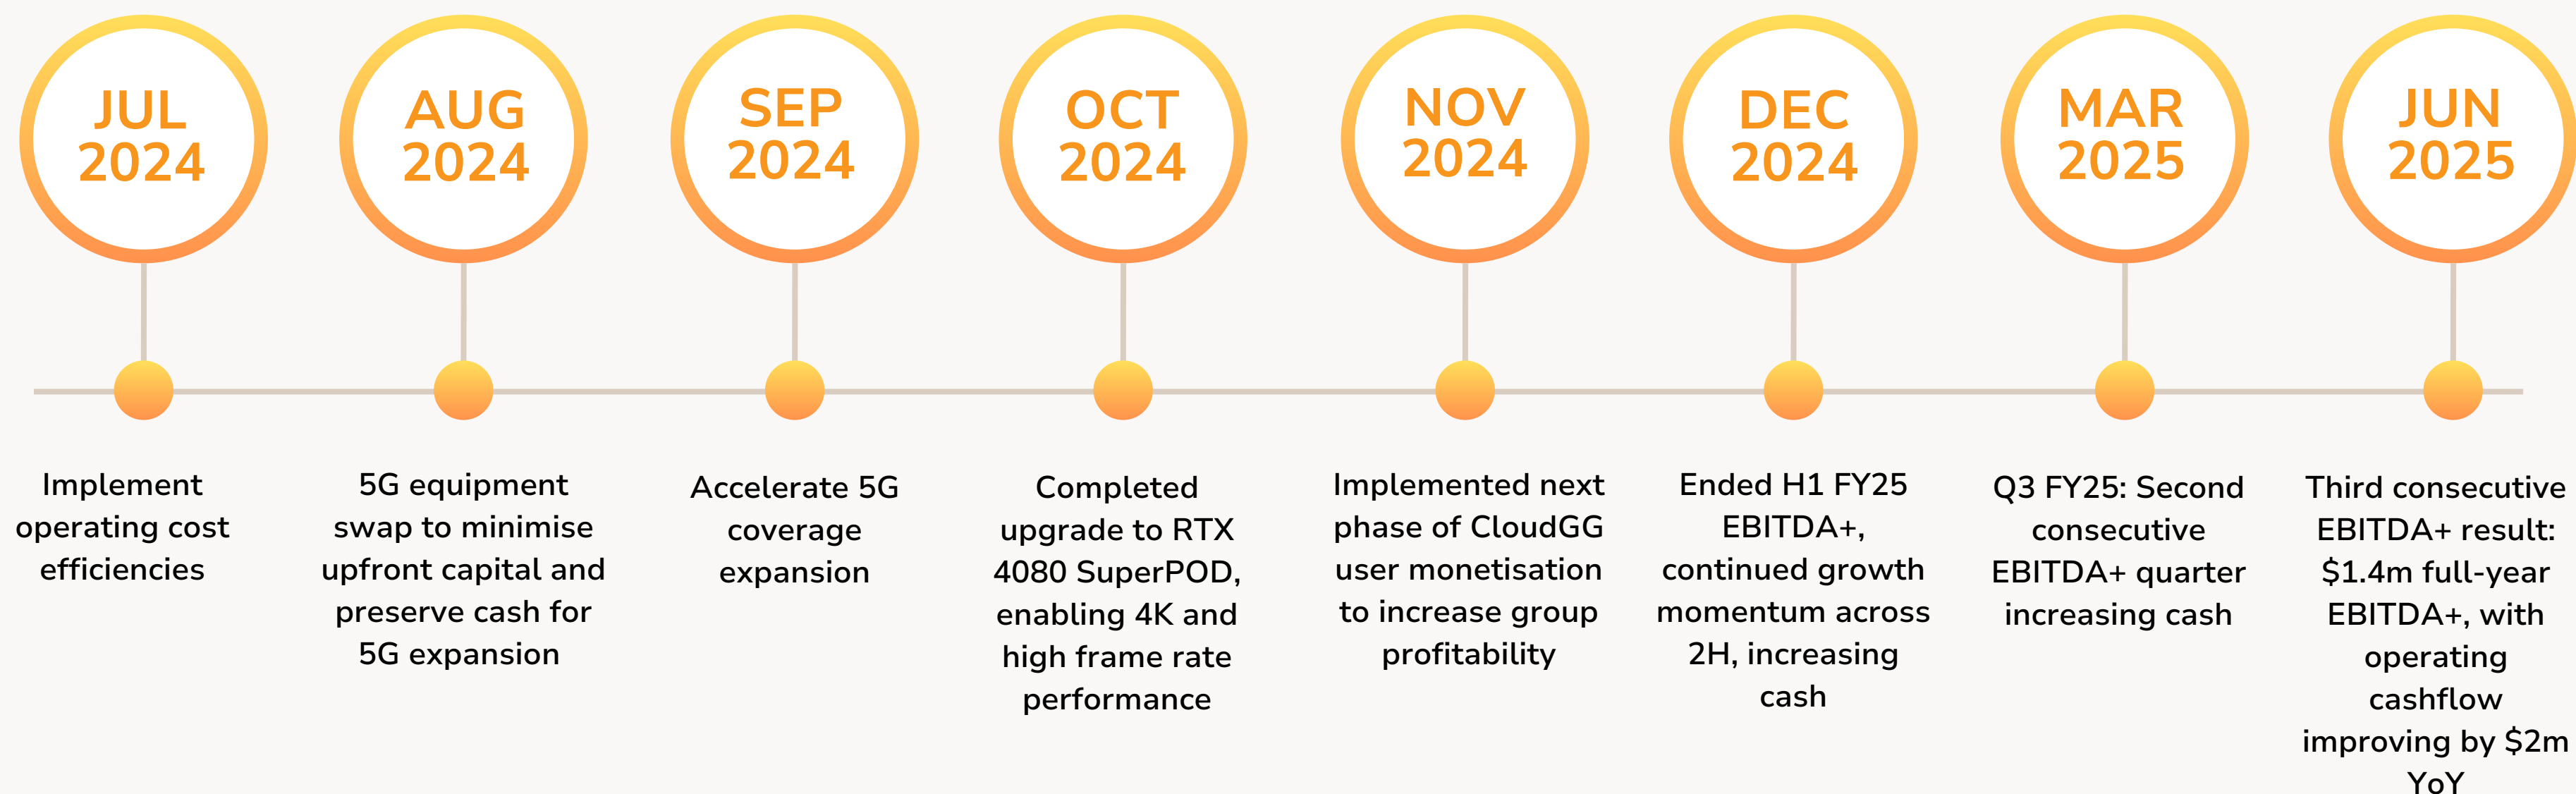 JUL
2024
AUG
2024
SEP
2024
OCT
2024
NOV
2024
DEC
2024
MAR
2025
JUN
2025
Implement
operating cost
efficiencies
5G equipment
swap to minimise
upfront capital and
preserve cash for
5G expansion
Accelerate 5G
coverage
expansion
Completed
upgrade to RTX
4080 SuperPOD,
enabling 4K and
high frame rate
performance
Implemented next
phase of CloudGG
user monetisation
to increase group
profitability
Ended H1 FY25
EBITDA+,
continued growth
momentum across
2H, increasing
cash
Q3 FY25: Second
consecutive
EBITDA+ quarter
increasing cash
Third consecutive
EBITDA+ result:
$1.4m full-year
EBITDA+, with
operating
cashflow
improving by $2m
YoY